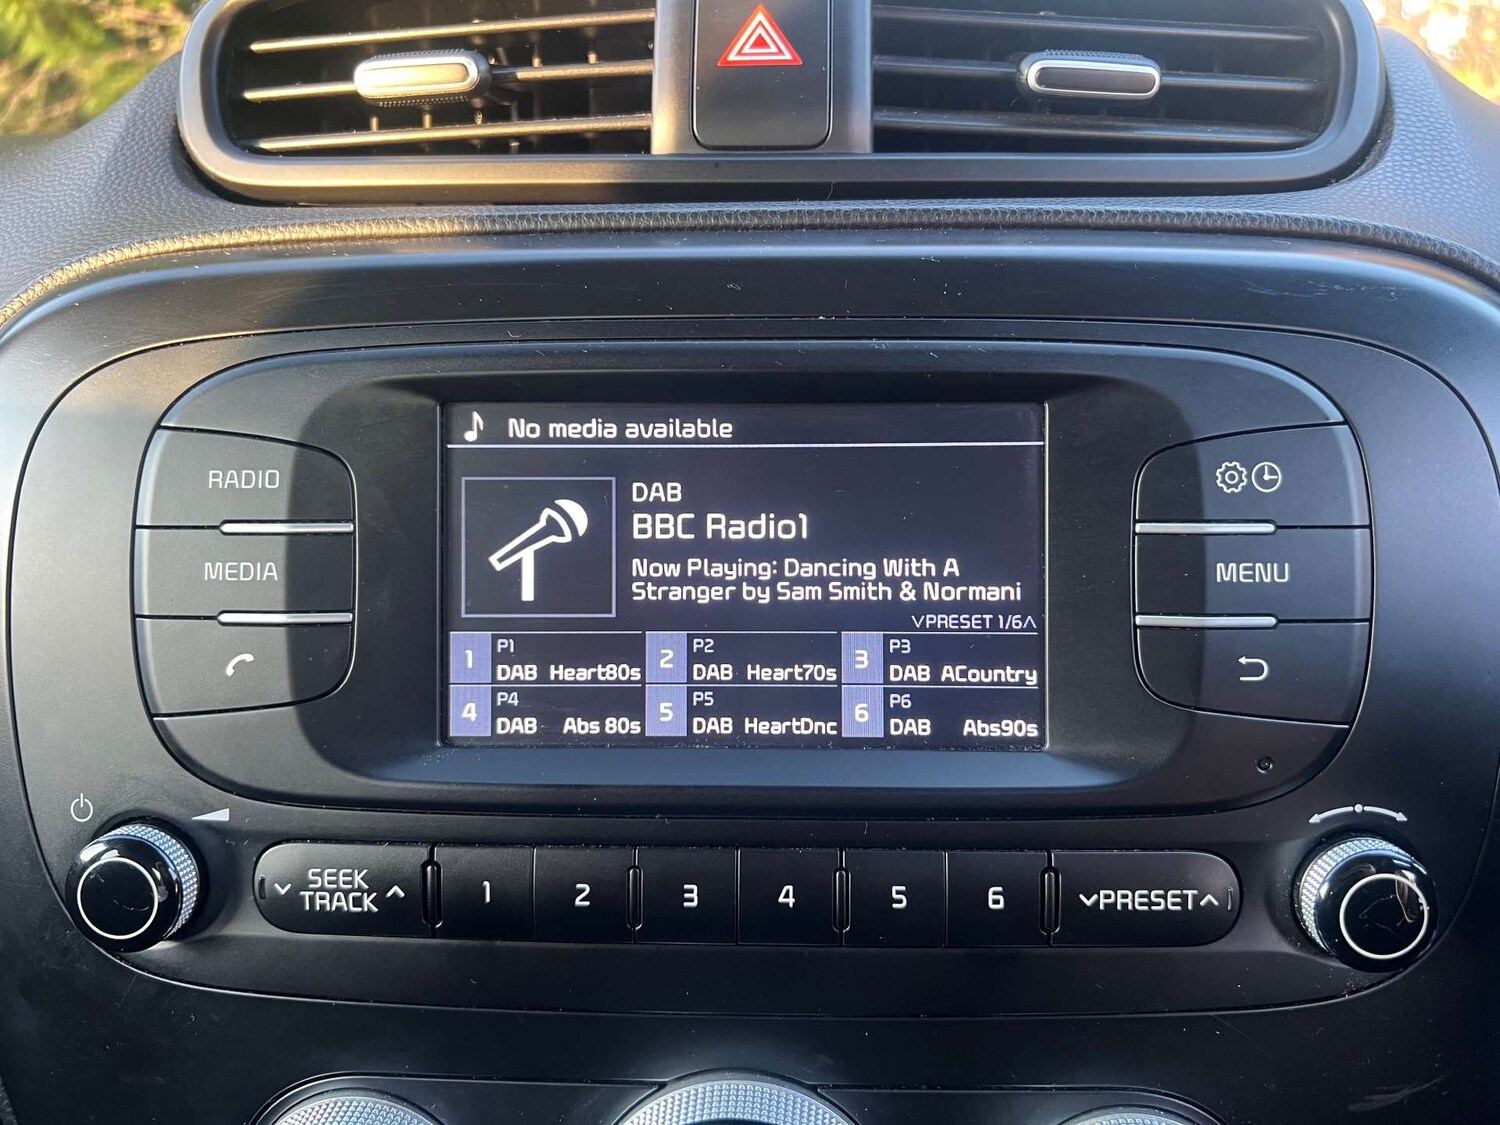 No media available
RADIO
MEDIA
DAB
BBC Radio1
Now Playing: Dancing With A
Stranger by Sam Smith & Normani
PRESET 1/6
1 P1 DAB Heart80s
2 P2 DAB Heart70s
3 P3 DAB ACountry
4 P4 DAB Abs 80s
5 P5 DAB HeartDnc
6 P6 DAB Abs90s
MENU
SEEK
TRACK
1 2 3 4 5 6
PRESET